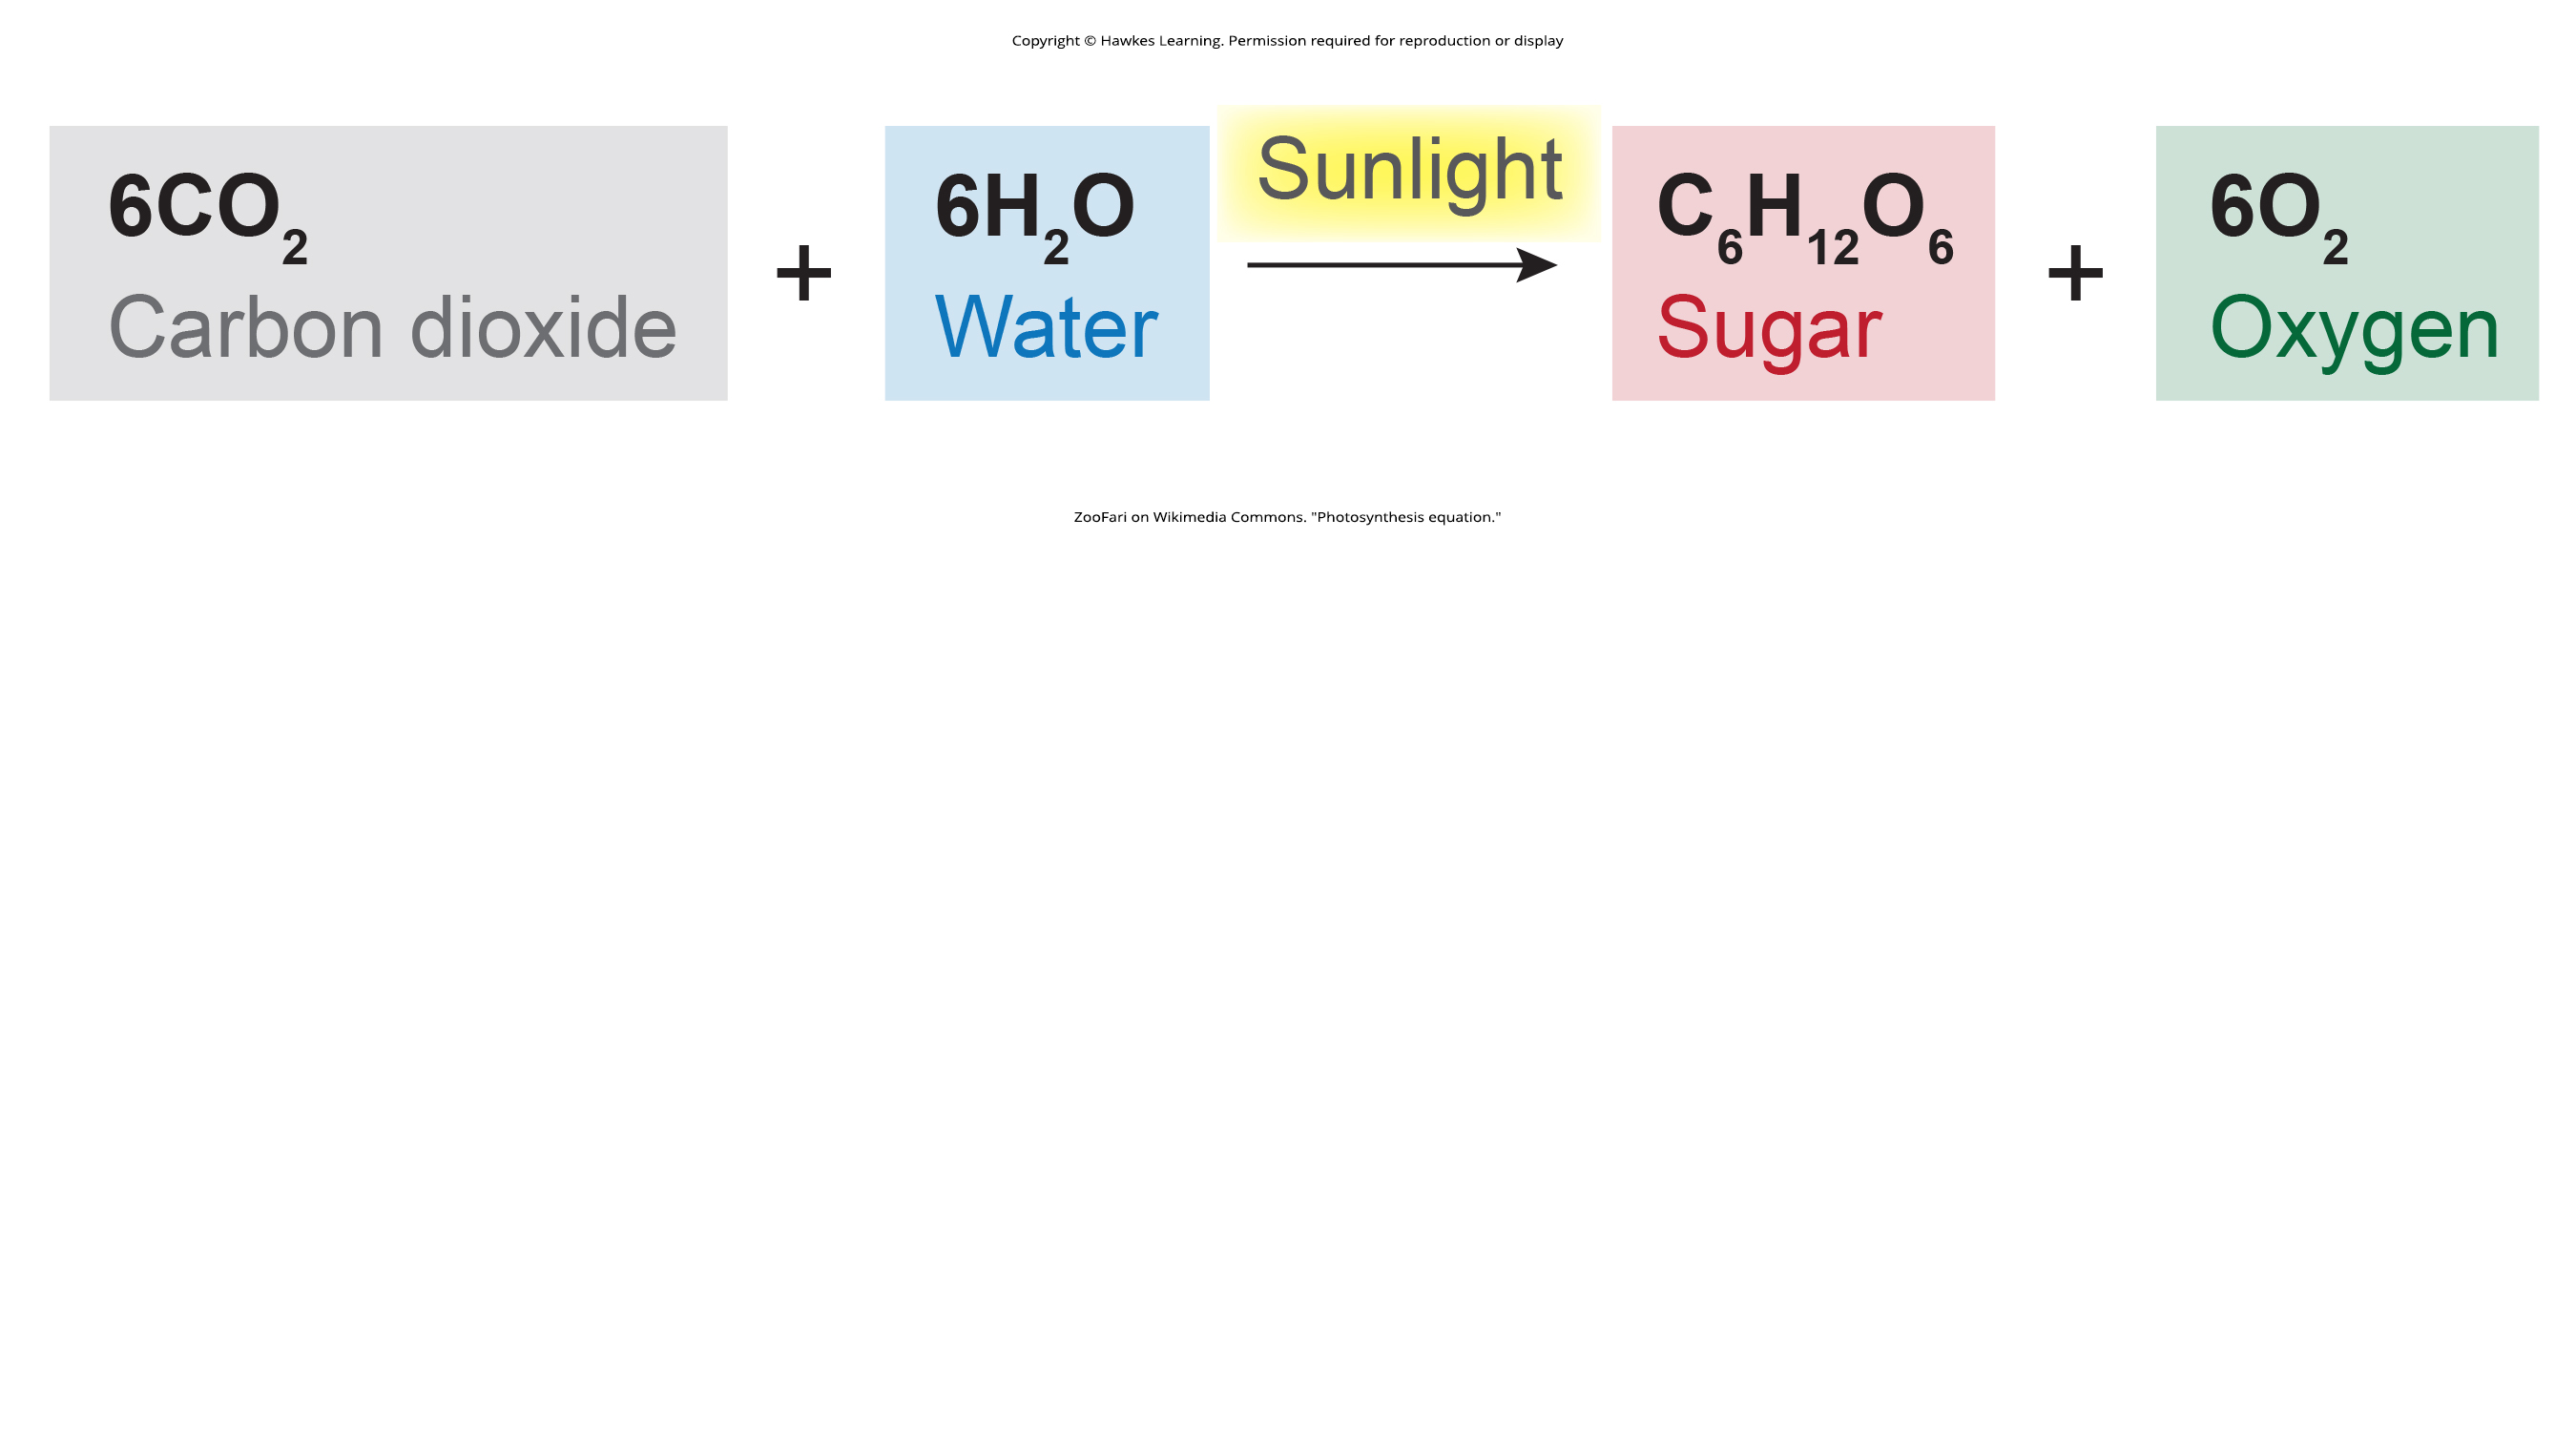 Copyright © Hawkes Learning. Permission required for reproduction or display
Sunlight
6CO₂ + 6H₂O → C₆H₁₂O₆ + 6O₂
Carbon dioxide Water Sugar Oxygen
ZooFari on Wikimedia Commons. "Photosynthesis equation."